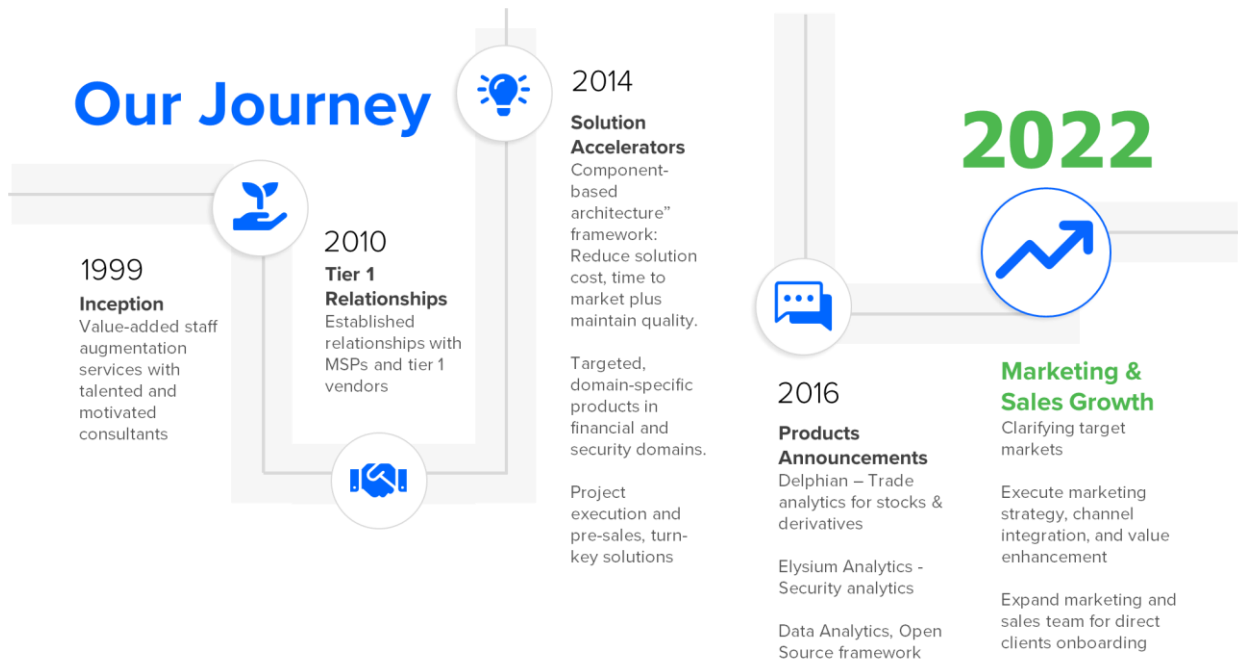 Our Journey
1999
Inception
Value-added staff
augmentation
services with
talented and
motivated
consultants
2010
Tier 1
Relationships
Established
relationships with
MSPs and tier 1
vendors
2014
Solution
Accelerators
Component-
based
architecture”
framework:
Reduce solution
cost, time to
market plus
maintain quality.
Targeted,
domain-specific
products in
financial and
security domains.
Project
execution and
pre-sales, turn-
key solutions
2016
Products
Announcements
Delphian – Trade
analytics for stocks &
derivatives
Elysium Analytics -
Security analytics
Data Analytics, Open
Source framework
2022
Marketing &
Sales Growth
Clarifying target
markets
Execute marketing
strategy, channel
integration, and value
enhancement
Expand marketing and
sales team for direct
clients onboarding